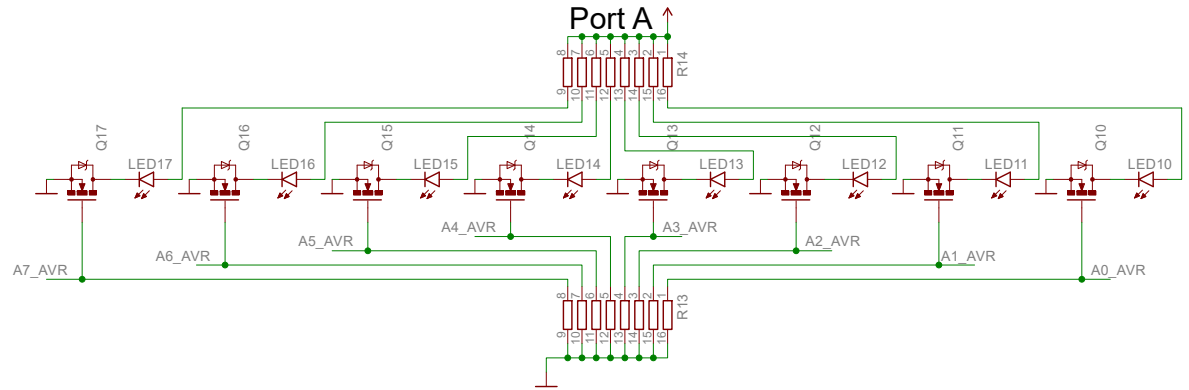 Port A
8 7 6 5 4 3 2 1
R14
9 10 11 12 13 14 15 16
Q17 Q16 Q15 Q14 Q13 Q12 Q11 Q10
LED17 LED16 LED15 LED14 LED13 LED12 LED11 LED10
A4_AVR A3_AVR
A5_AVR A2_AVR
A6_AVR A1_AVR
A7_AVR A0_AVR
8 7 6 5 4 3 2 1
R13
9 10 11 12 13 14 15 16